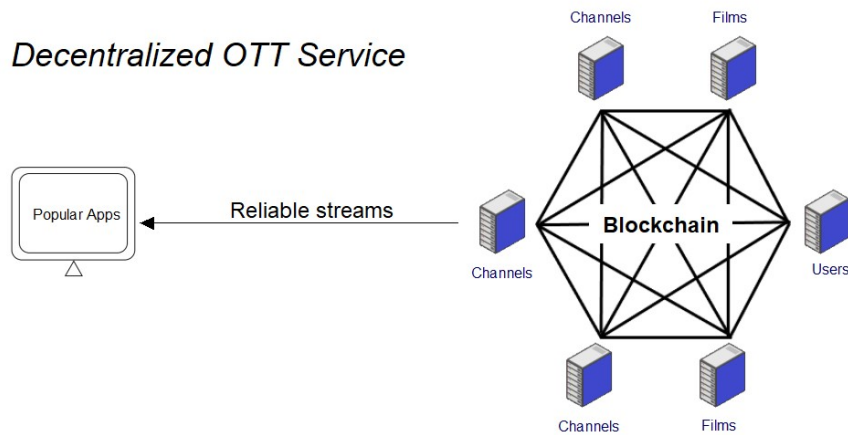 Channels
Films
Decentralized OTT Service
Popular Apps
Reliable streams
Blockchain
Channels
Users
Channels
Films